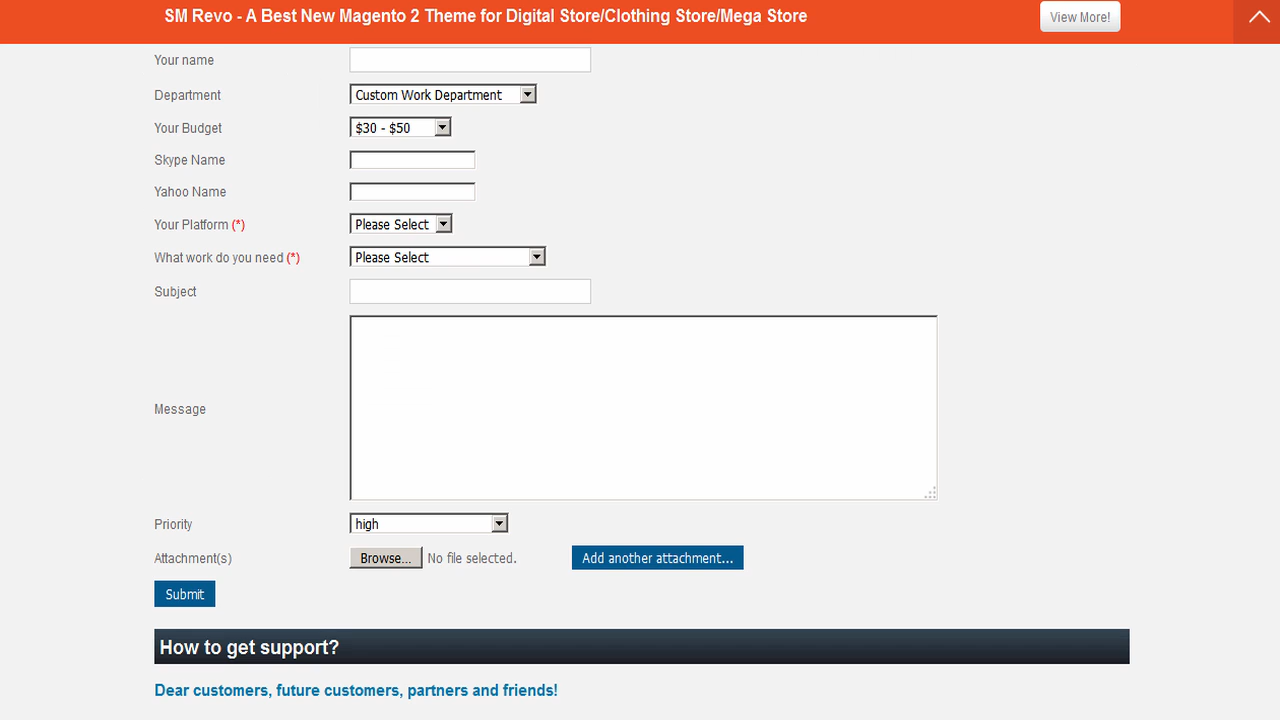 SM Revo - A Best New Magento 2 Theme for Digital Store/Clothing Store/Mega Store
View More!
Your name
Department
Custom Work Department
Your Budget
$30 - $50
Skype Name
Yahoo Name
Your Platform (*)
Please Select
What work do you need (*)
Please Select
Subject
Message
Priority
high
Attachment(s)
Browse...
No file selected.
Add another attachment...
Submit
How to get support?
Dear customers, future customers, partners and friends!